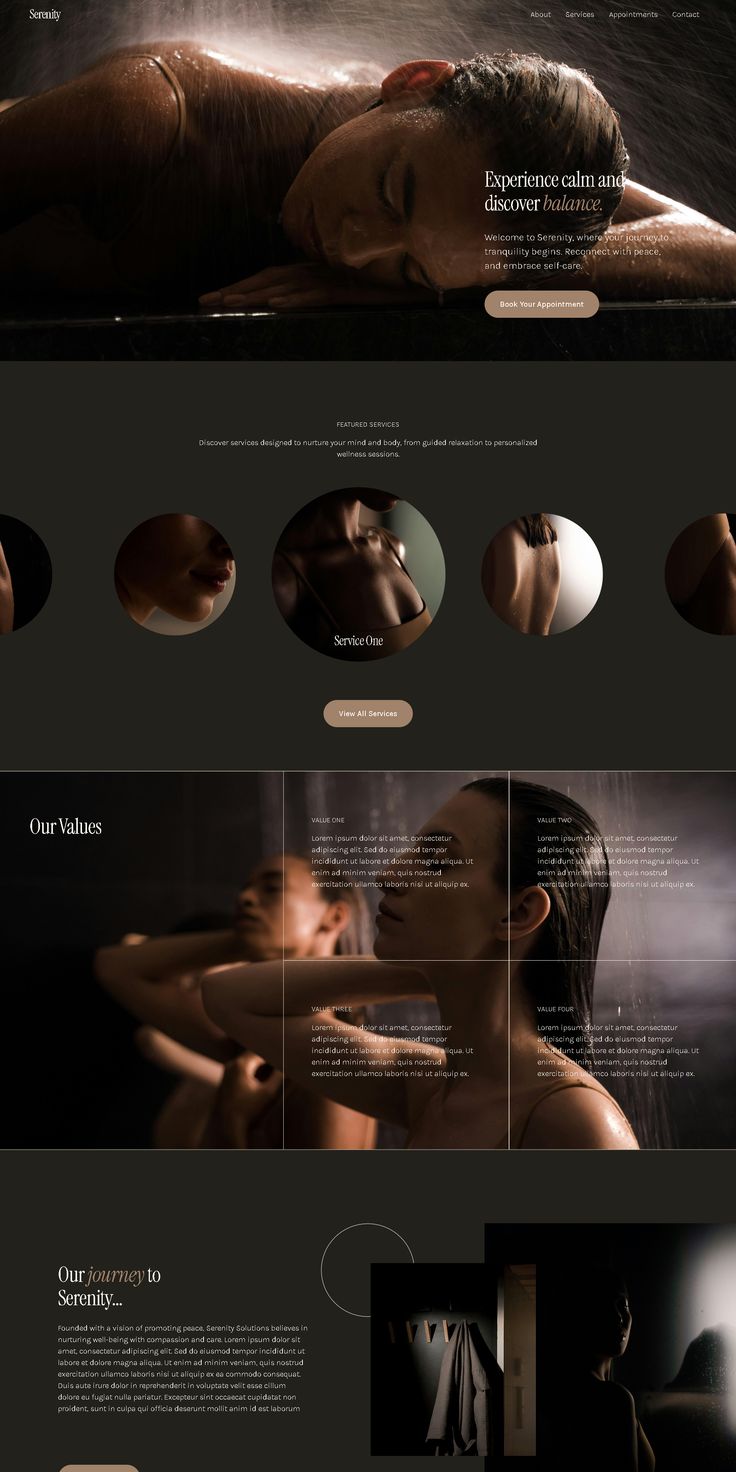 Serenity
About Services Appointments Contact
Experience calm and
discover balance.
Welcome to Serenity, where your journey to
tranquility begins. Reconnect with peace,
and embrace self-care.
Book Your Appointment
FEATURED SERVICES
Discover services designed to nurture your mind and body, from guided relaxation to personalized
wellness sessions.
Service One
View All Services
Our Values
VALUE ONE
Lorem ipsum dolor sit amet, consectetur
adipiscing elit. Sed do eiusmod tempor
incididunt ut labore et dolore magna aliqua. Ut
enim ad minim veniam, quis nostrud
exercitation ullamco laboris nisi ut aliquip ex.
VALUE TWO
Lorem ipsum dolor sit amet, consectetur
adipiscing elit. Sed do eiusmod tempor
incididunt ut labore et dolore magna aliqua. Ut
enim ad minim veniam, quis nostrud
exercitation ullamco laboris nisi ut aliquip ex.
VALUE THREE
Lorem ipsum dolor sit amet, consectetur
adipiscing elit. Sed do eiusmod tempor
incididunt ut labore et dolore magna aliqua. Ut
enim ad minim veniam, quis nostrud
exercitation ullamco laboris nisi ut aliquip ex.
VALUE FOUR
Lorem ipsum dolor sit amet, consectetur
adipiscing elit. Sed do eiusmod tempor
incididunt ut labore et dolore magna aliqua. Ut
enim ad minim veniam, quis nostrud
exercitation ullamco laboris nisi ut aliquip ex.
Our journey to
Serenity...
Founded with a vision of promoting peace, Serenity Solutions believes in
nurturing well-being with compassion and care. Lorem ipsum dolor sit
amet, consectetur adipiscing elit. Sed do eiusmod tempor incididunt ut
labore et dolore magna aliqua. Ut enim ad minim veniam, quis nostrud
exercitation ullamco laboris nisi ut aliquip ex ea commodo consequat.
Duis aute irure dolor in reprehenderit in voluptate velit esse cillum
dolore eu fugiat nulla pariatur. Excepteur sint occaecat cupidatat non
proident, sunt in culpa qui officia deserunt mollit anim id est laborum